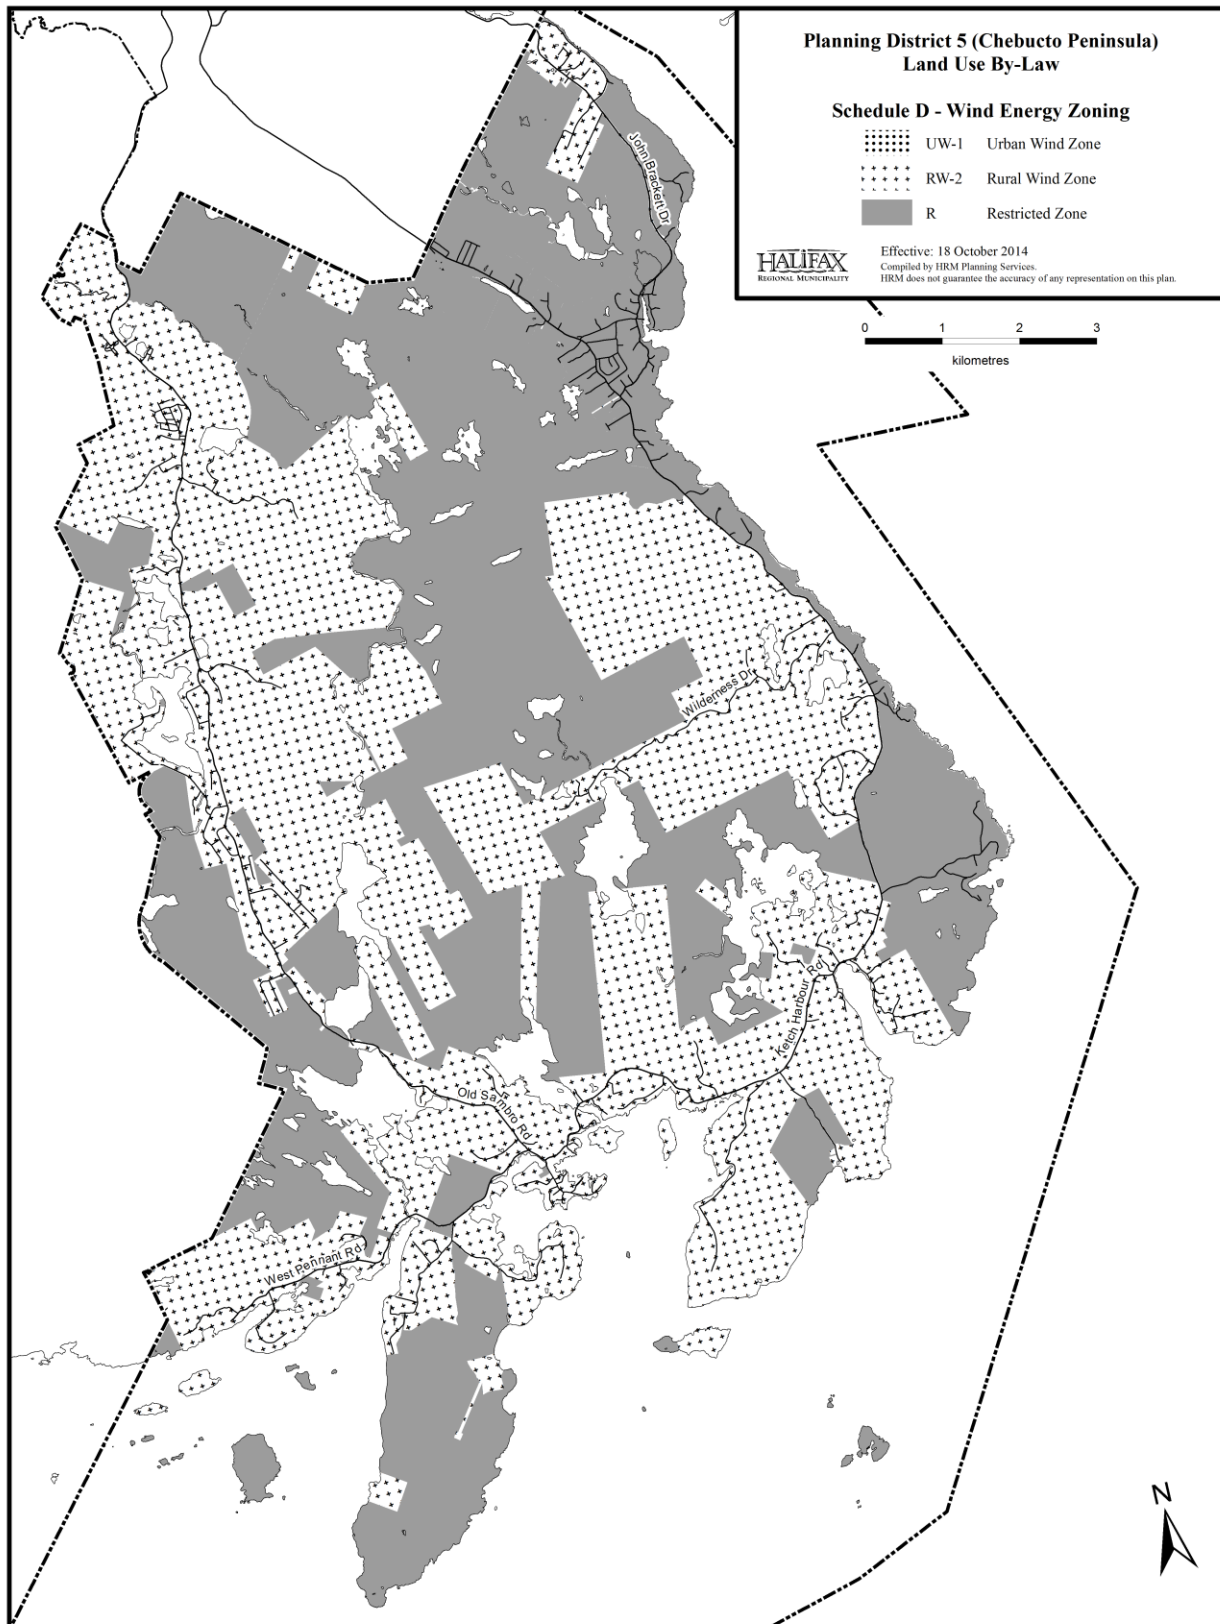 Planning District 5 (Chebucto Peninsula)
Land Use By-Law
Schedule D - Wind Energy Zoning
UW-1 Urban Wind Zone
RW-2 Rural Wind Zone
R Restricted Zone
HALIFAX
REGIONAL MUNICIPALITY
Effective: 18 October 2014
Compiled by HRM Planning Services.
HRM does not guarantee the accuracy of any representation on this plan.
0 1 2 3
kilometres
John Brackett Dr
Wilderness Dr
Ketch Harbour Rd
Old Sambro Rd
West Pennant Rd
N